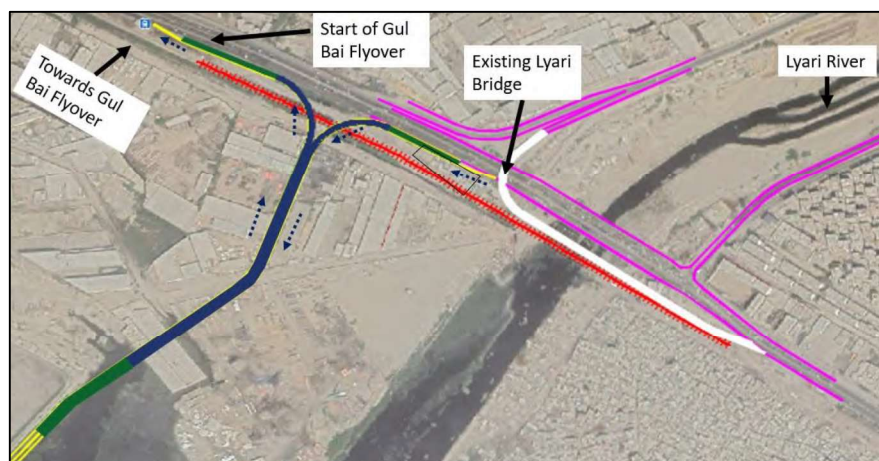 Start of Gul
Bai Flyover
Towards Gul
Bai Flyover
Existing Lyari
Bridge
Lyari
River